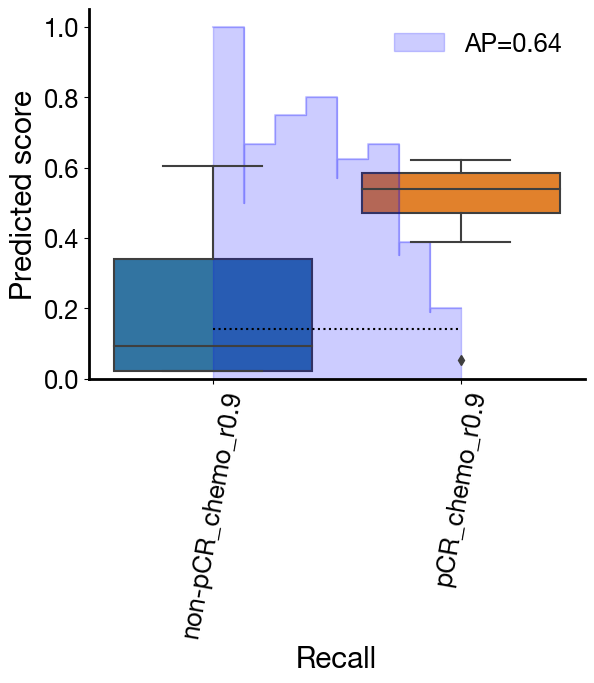 1.0
0.8
0.6
0.4
0.2
0.0
Predicted score
AP=0.64
non-pCR_chemo_r0.9
pCR_chemo_r0.9
Recall